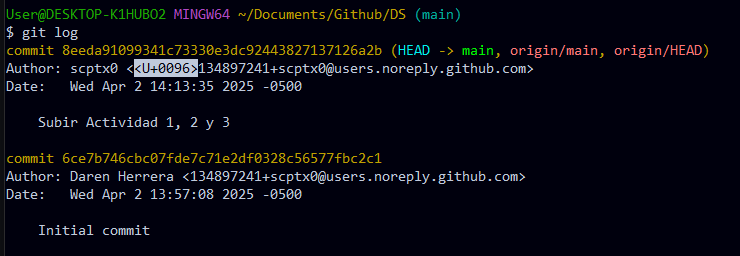 User@DESKTOP-K1HUBO2 MINGW64 ~/Documents/Github/DS (main)
$ git log
commit 8eeda91099341c73330e3dc92443827137126a2b (HEAD -> main, origin/main, origin/HEAD)
Author: scptx0 <<U+0096>134897241+scptx0@users.noreply.github.com>
Date:   Wed Apr 2 14:13:35 2025 -0500
    Subir Actividad 1, 2 y 3
commit 6ce7b746cbc07fde7c71e2df0328c56577fbc2c1
Author: Daren Herrera <134897241+scptx0@users.noreply.github.com>
Date:   Wed Apr 2 13:57:08 2025 -0500
    Initial commit